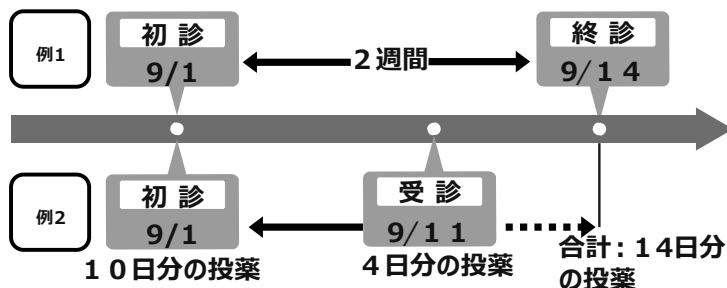 例1
初 診
9/1
２週間
終 診
9/１４
例2
初 診
9/1
受 診
9/１１
１０日分の投薬
４日分の投薬
合計：１4日分
の投薬